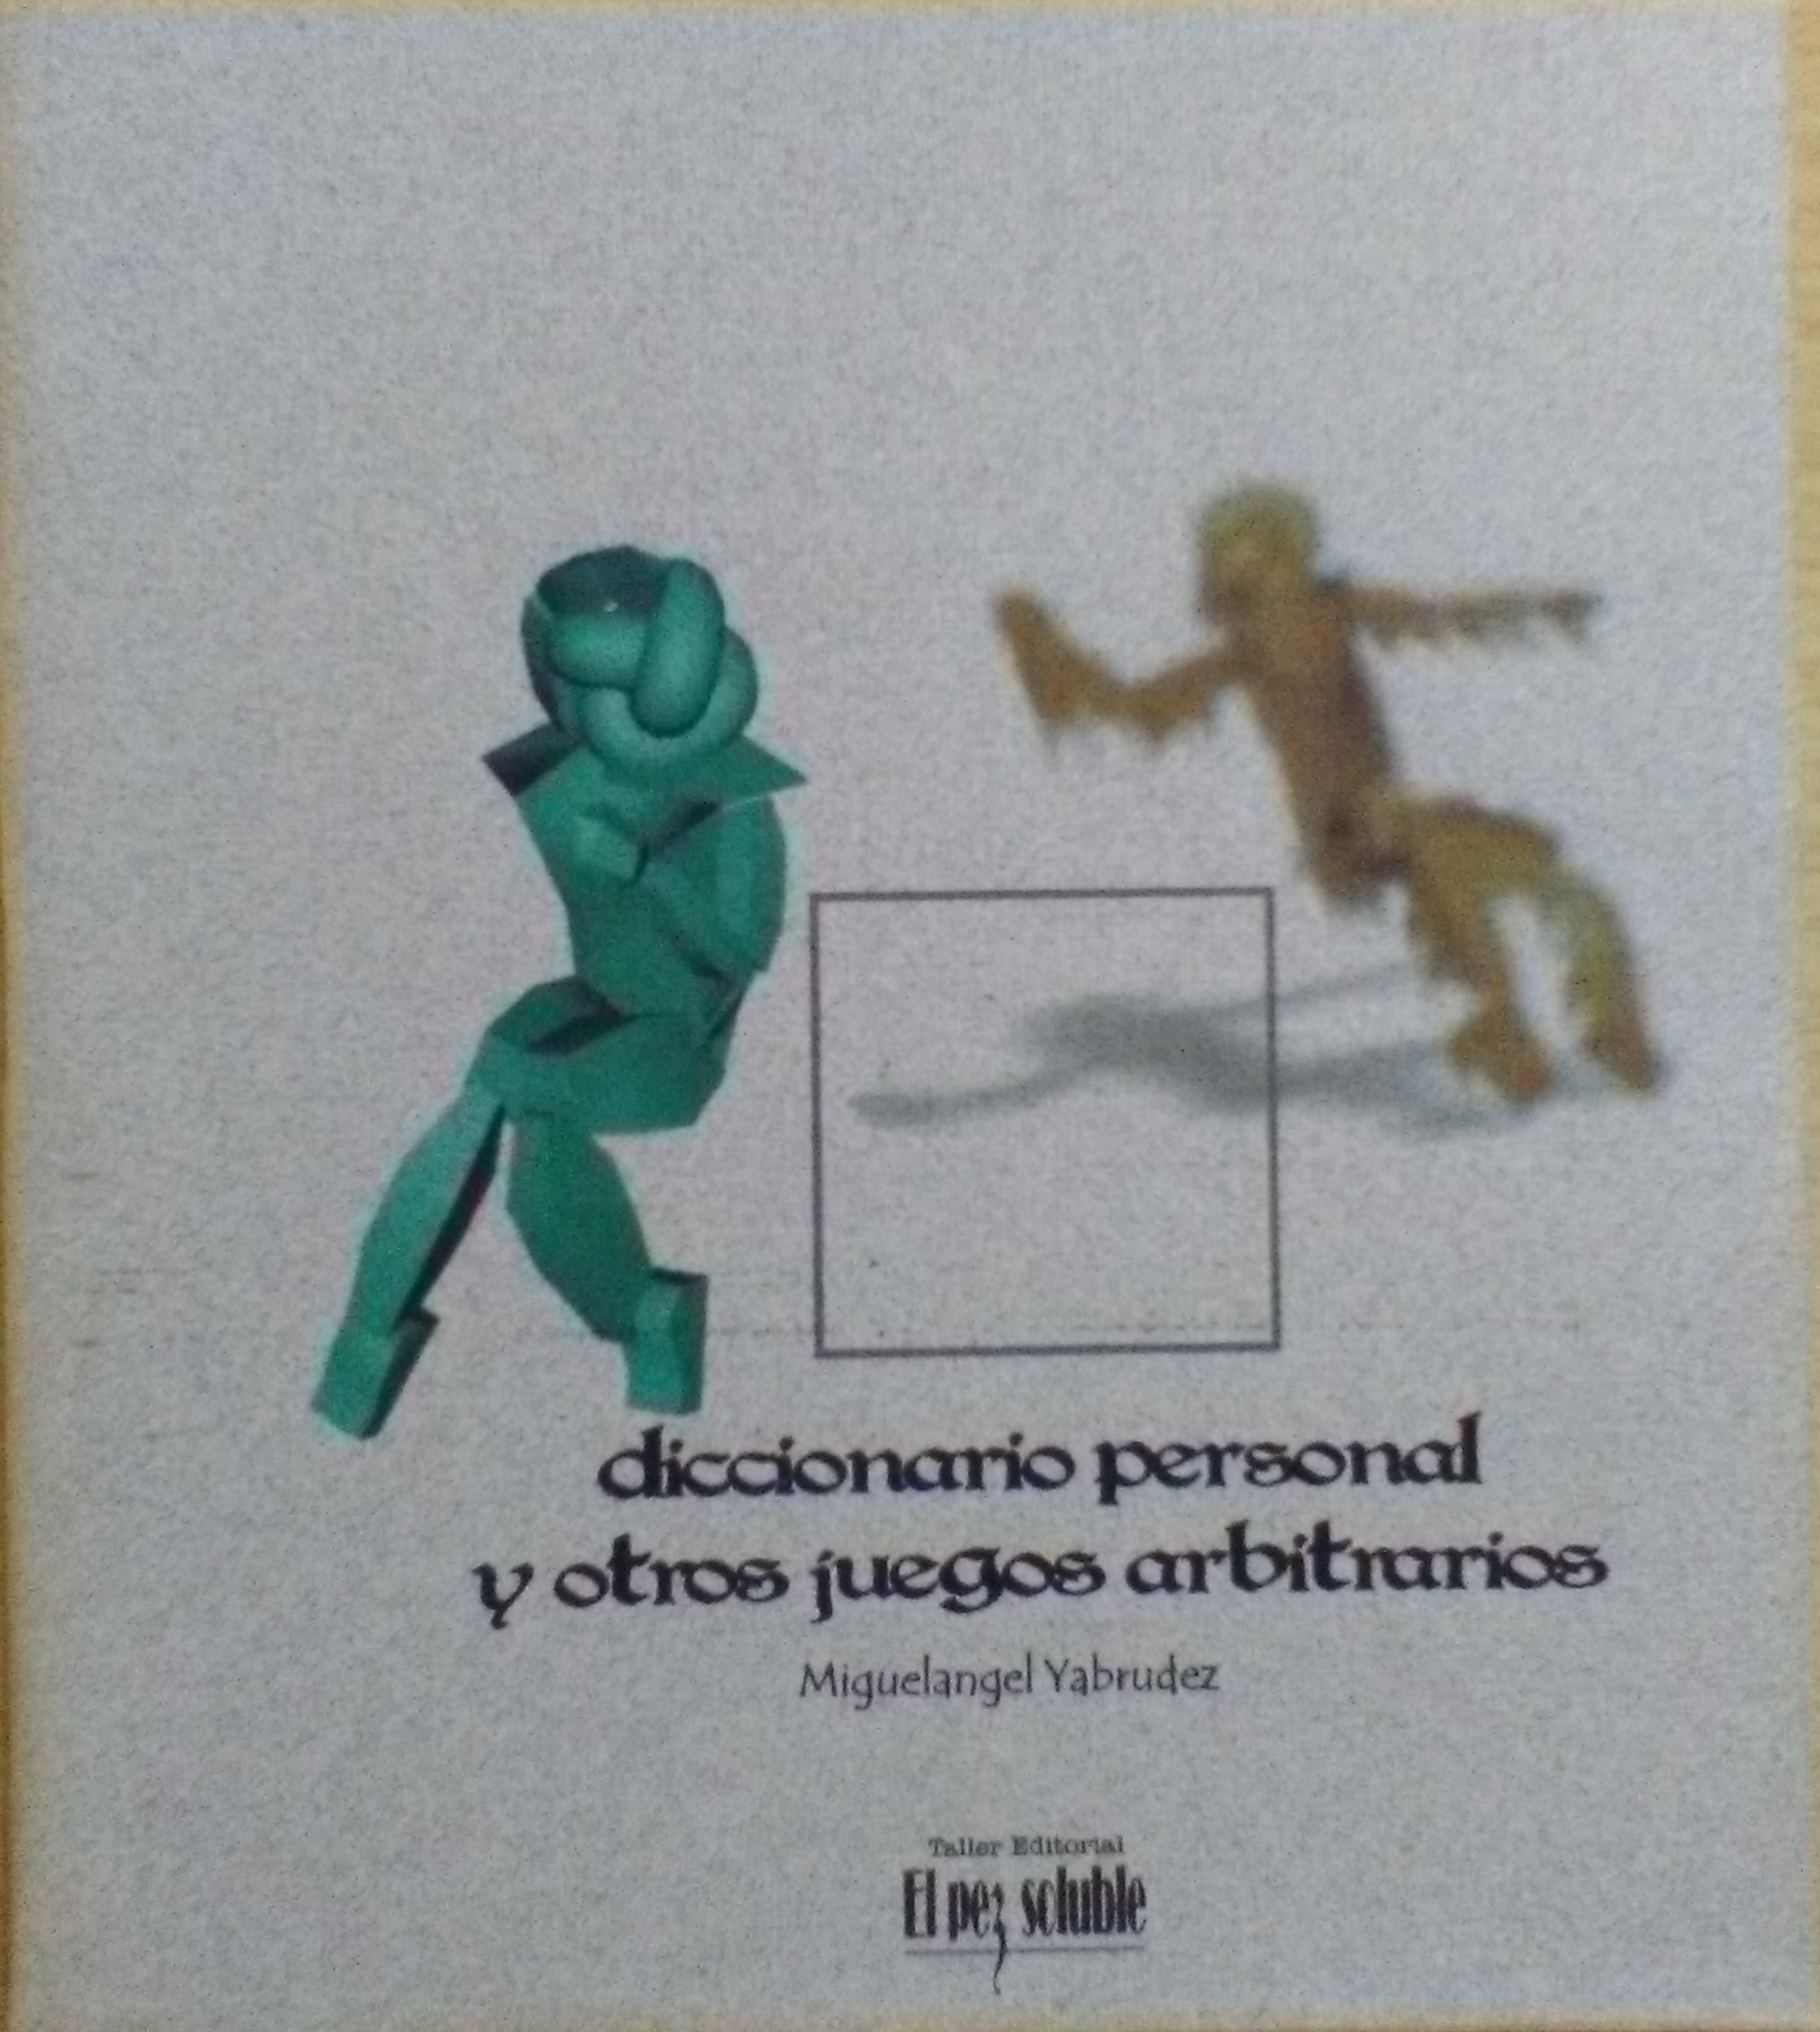 diccionario personal
y otros juegos arbitrarios
Miguelangel Yabrudez
Taller Editorial
El pez soluble